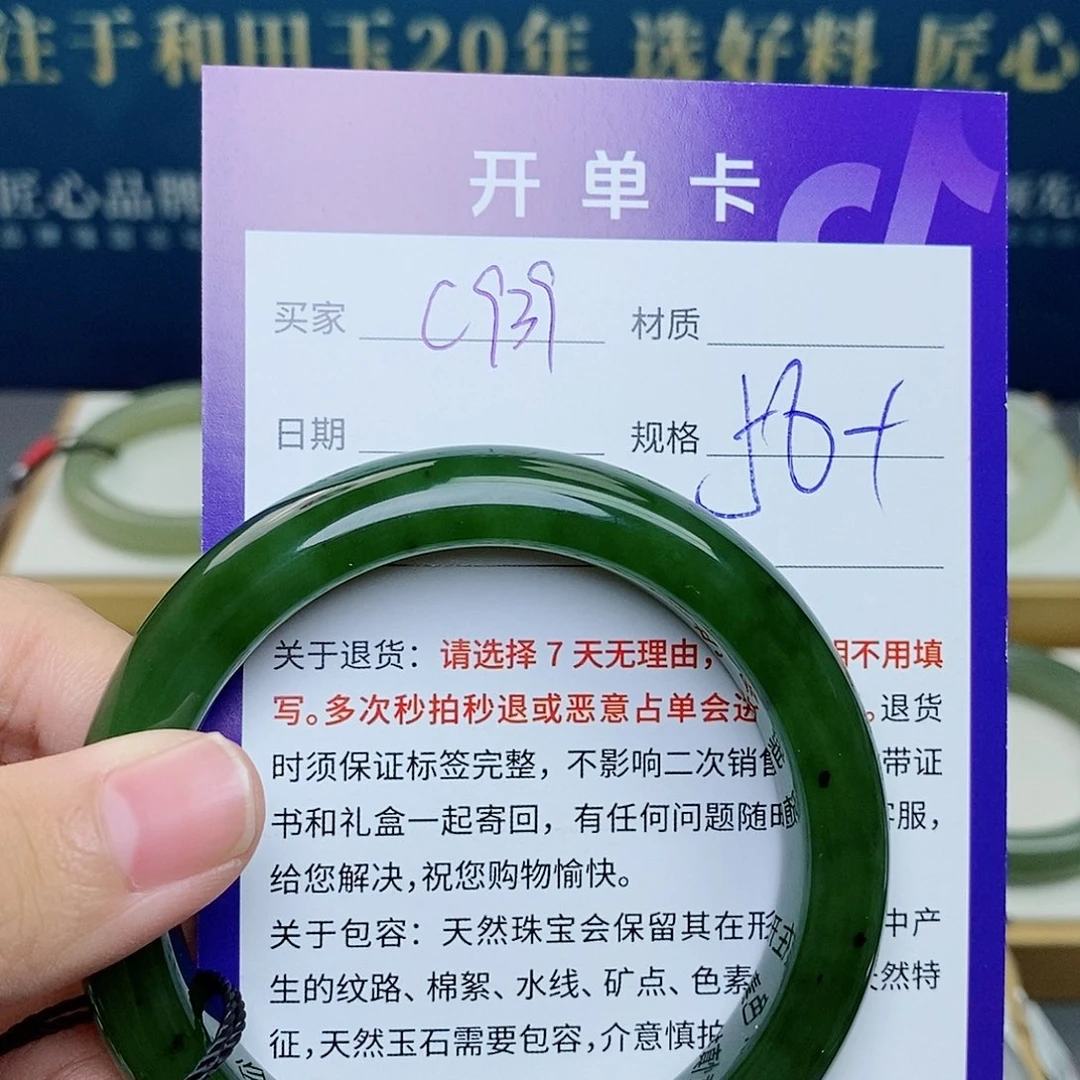 注于和田玉20年 选好料 匠心
匠心品牌
开单卡
买家 C939 材质
日期 规格 58+
关于退货：请选择 7 天无理由，不用填
写。多次秒拍秒退或恶意占单会 。退货
时须保证标签完整，不影响二次销售 带证
书和礼盒一起寄回，有任何问题随 服，
给您解决，祝您购物愉快。
关于包容：天然珠宝会保留其在形 中产
生的纹路、棉絮、水线、矿点、色素 然特
征，天然玉石需要包容，介意慎拍